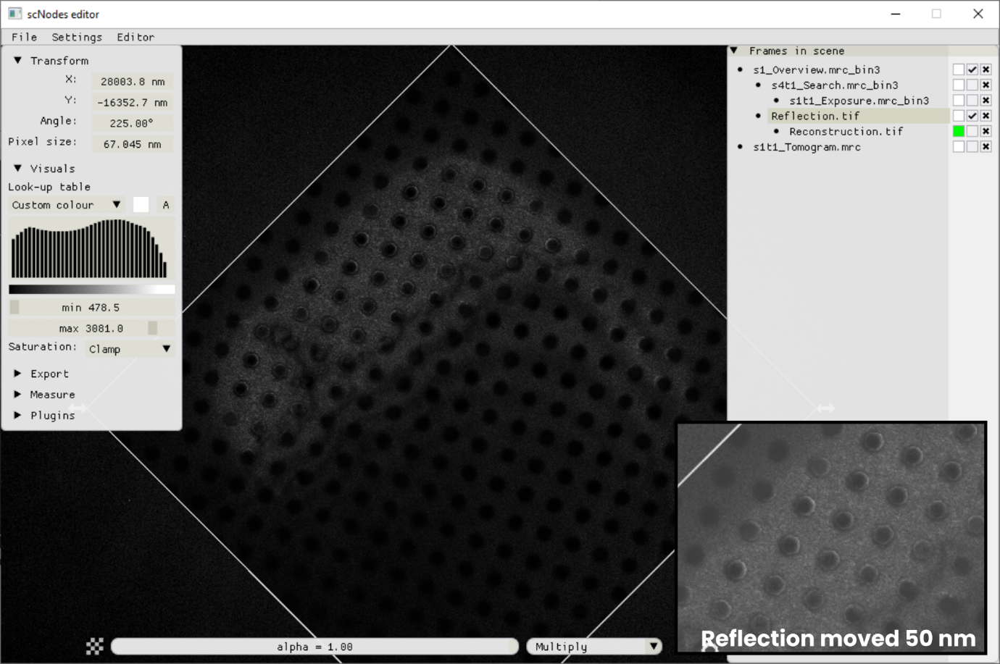 scNodes editor
File Settings Editor
Transform
X: 28003.8 nm
Y: -16352.7 nm
Angle: 225.00°
Pixel size: 67.045 nm
Visuals
Look-up table
Custom colour A
min 478.5
max 3081.0
Saturation: Clamp
Export
Measure
Plugins
Frames in scene
s1_Overview.mrc_bin3
s4t1_Search.mrc_bin3
s1t1_Exposure.mrc_bin3
Reflection.tif
Reconstruction.tif
s1t1_Tomogram.mrc
alpha = 1.00
Multiply
Reflection moved 50 nm